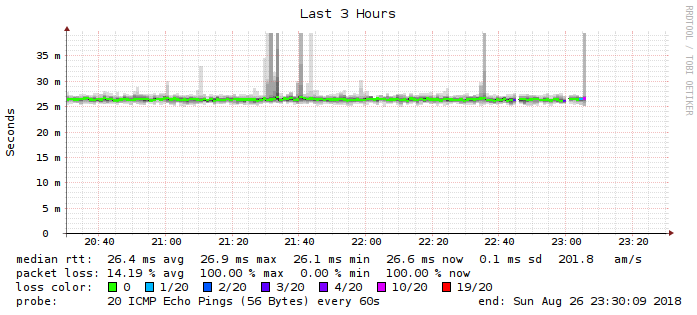 Last 3 Hours
RRDTOOL / TOBI OETIKER
Seconds
35 m
30 m
25 m
20 m
15 m
10 m
5 m
0
20:40 21:00 21:20 21:40 22:00 22:20 22:40 23:00 23:20
median rtt: 26.4 ms avg 26.9 ms max 26.1 ms min 26.6 ms now 0.1 ms sd 201.8 am/s
packet loss: 14.19 % avg 100.00 % max 0.00 % min 100.00 % now
loss color: 0 1/20 2/20 3/20 4/20 10/20 19/20
probe: 20 ICMP Echo Pings (56 Bytes) every 60s end: Sun Aug 26 23:30:09 2018